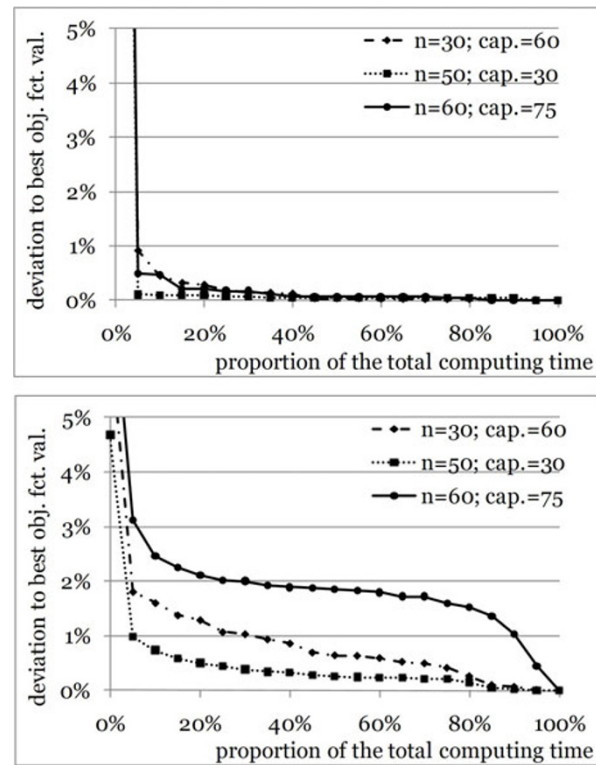 5%
4%
3%
2%
1%
0%
deviation to best obj. fct. val.
n=30; cap.=60
n=50; cap.=30
n=60; cap.=75
0% 20% 40% 60% 80% 100%
proportion of the total computing time
5%
4%
3%
2%
1%
0%
deviation to best obj. fct. val.
n=30; cap.=60
n=50; cap.=30
n=60; cap.=75
0% 20% 40% 60% 80% 100%
proportion of the total computing time